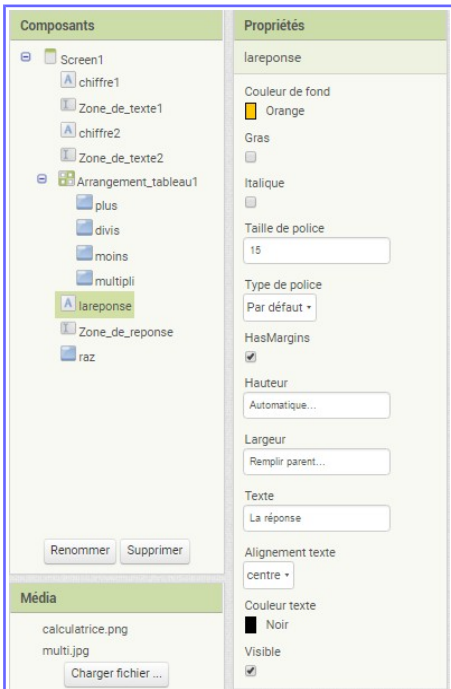 Composants
Screen1
chiffre1
Zone_de_texte1
chiffre2
Zone_de_texte2
Arrangement_tableau1
plus
divis
moins
multipli
lareponse
Zone_de_reponse
raz
Renommer Supprimer
Média
calculatrice.png
multi.jpg
Charger fichier ...
Propriétés
lareponse
Couleur de fond
Orange
Gras
Italique
Taille de police
15
Type de police
Par défaut
HasMargins
Hauteur
Automatique...
Largeur
Remplir parent...
Texte
La réponse
Alignement texte
centre
Couleur texte
Noir
Visible